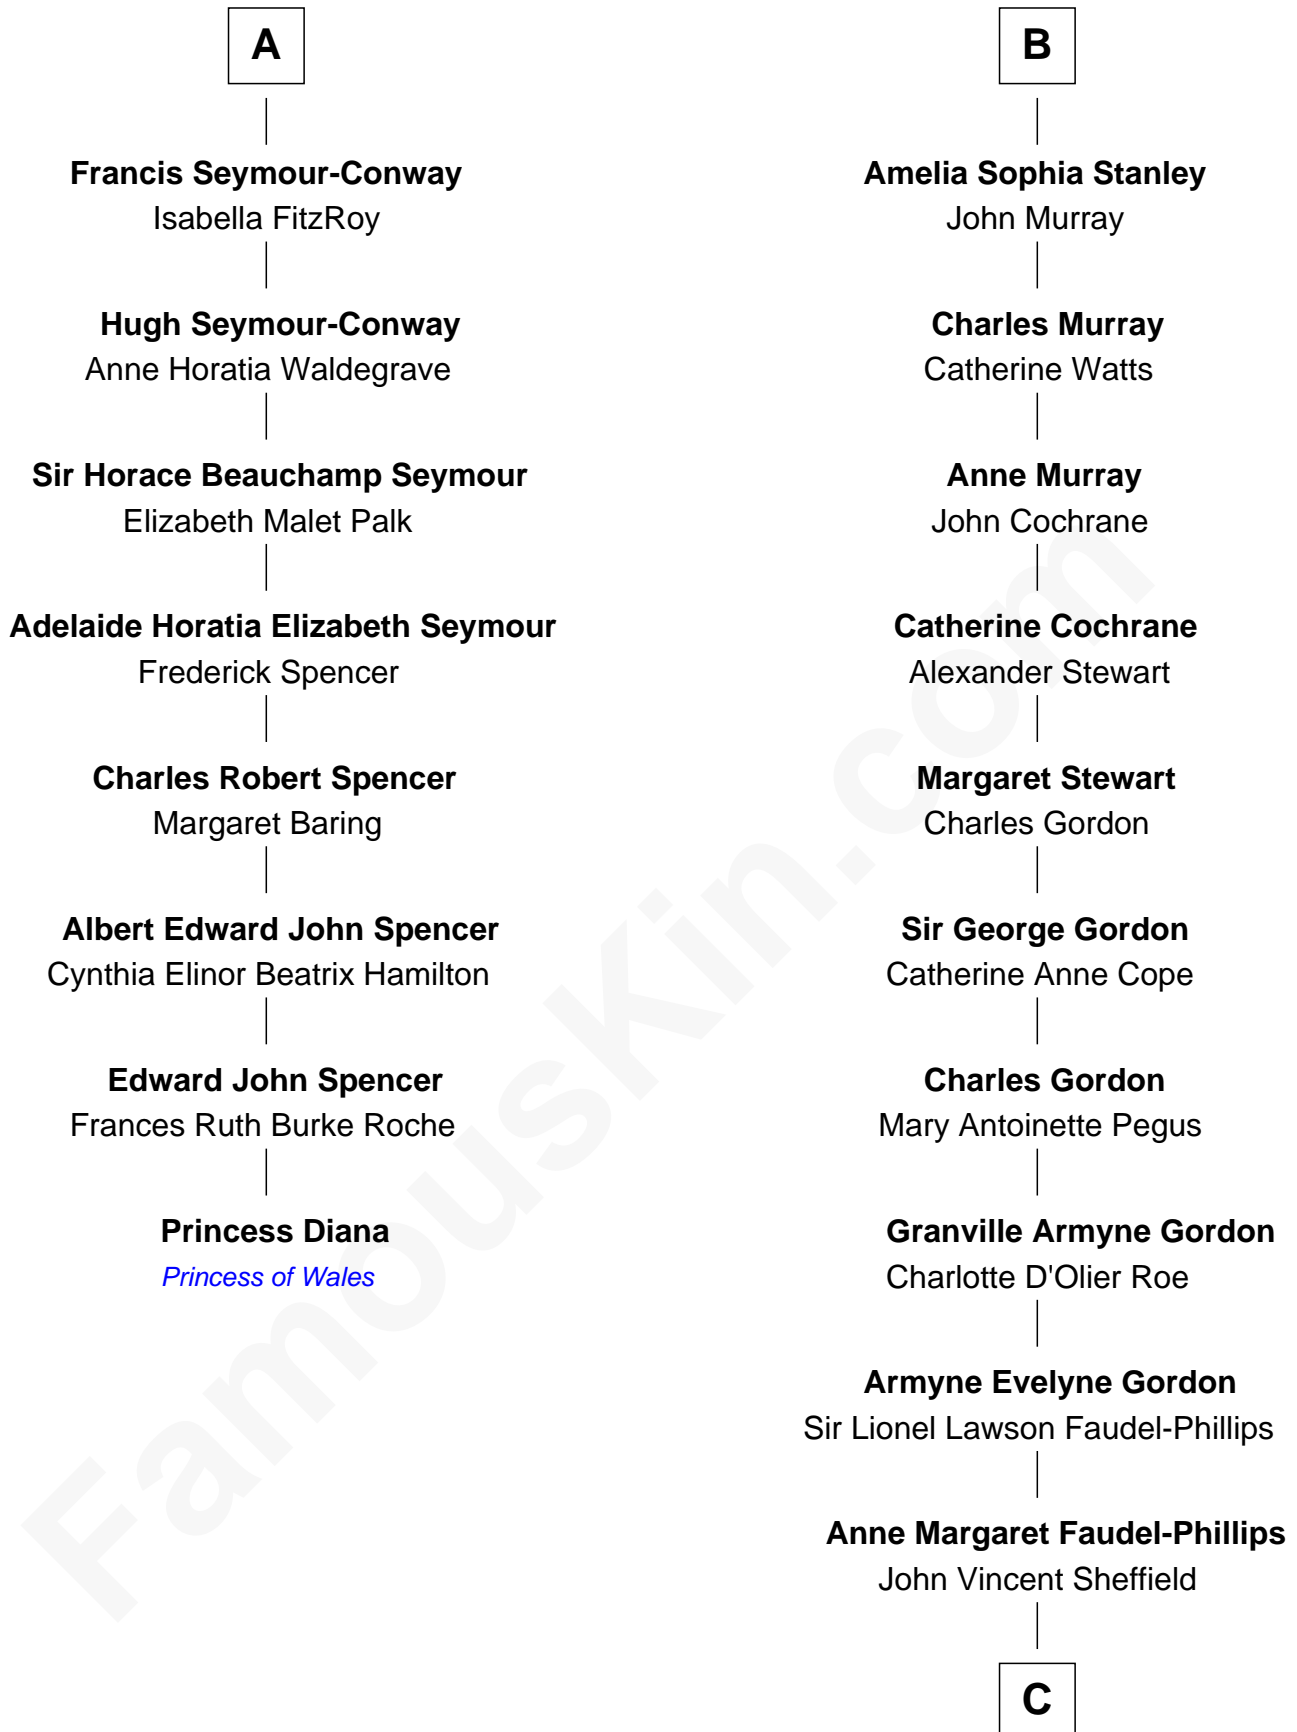 A
Francis Seymour-Conway
Isabella FitzRoy
Hugh Seymour-Conway
Anne Horatia Waldegrave
Sir Horace Beauchamp Seymour
Elizabeth Malet Palk
Adelaide Horatia Elizabeth Seymour
Frederick Spencer
Charles Robert Spencer
Margaret Baring
Albert Edward John Spencer
Cynthia Elinor Beatrix Hamilton
Edward John Spencer
Frances Ruth Burke Roche
Princess Diana
Princess of Wales
B
Amelia Sophia Stanley
John Murray
Charles Murray
Catherine Watts
Anne Murray
John Cochrane
Catherine Cochrane
Alexander Stewart
Margaret Stewart
Charles Gordon
Sir George Gordon
Catherine Anne Cope
Charles Gordon
Mary Antoinette Pegus
Granville Armyne Gordon
Charlotte D'Olier Roe
Armyne Evelyne Gordon
Sir Lionel Lawson Faudel-Phillips
Anne Margaret Faudel-Phillips
John Vincent Sheffield
C
FamousKin.com